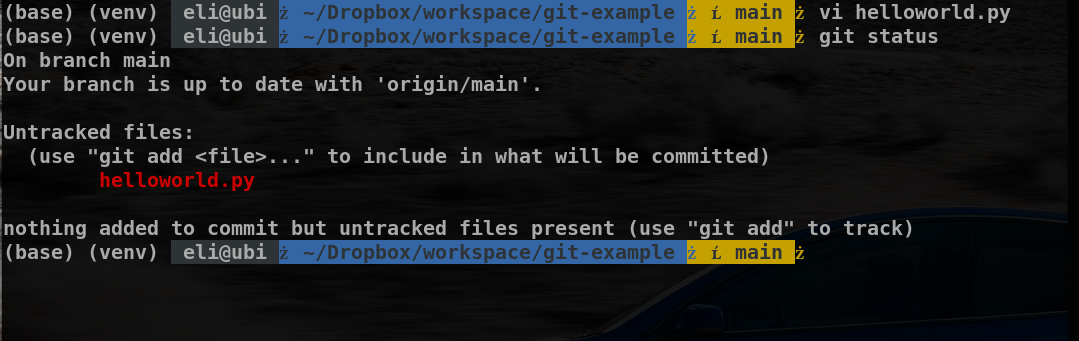 (base) (venv) eli@ubi ż ~/Dropbox/workspace/git-example ż ѓ main ż vi helloworld.py
(base) (venv) eli@ubi ż ~/Dropbox/workspace/git-example ż ѓ main ż git status
On branch main
Your branch is up to date with 'origin/main'.
Untracked files:
(use "git add <file>..." to include in what will be committed)
helloworld.py
nothing added to commit but untracked files present (use "git add" to track)
(base) (venv) eli@ubi ż ~/Dropbox/workspace/git-example ż ѓ main ż